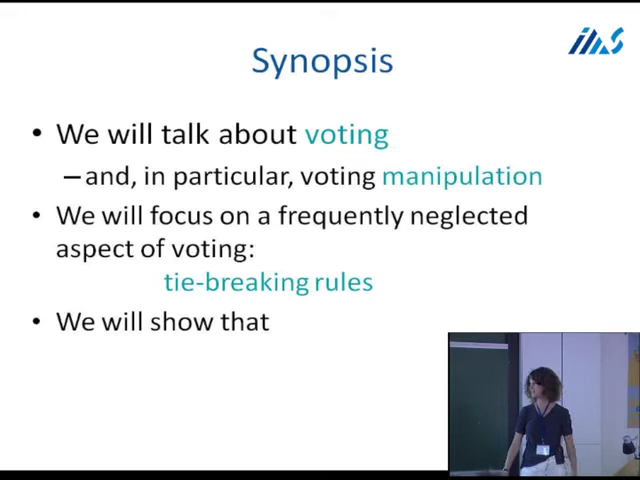 IMS
Synopsis
• We will talk about voting
– and, in particular, voting manipulation
• We will focus on a frequently neglected
aspect of voting:
tie-breaking rules
• We will show that